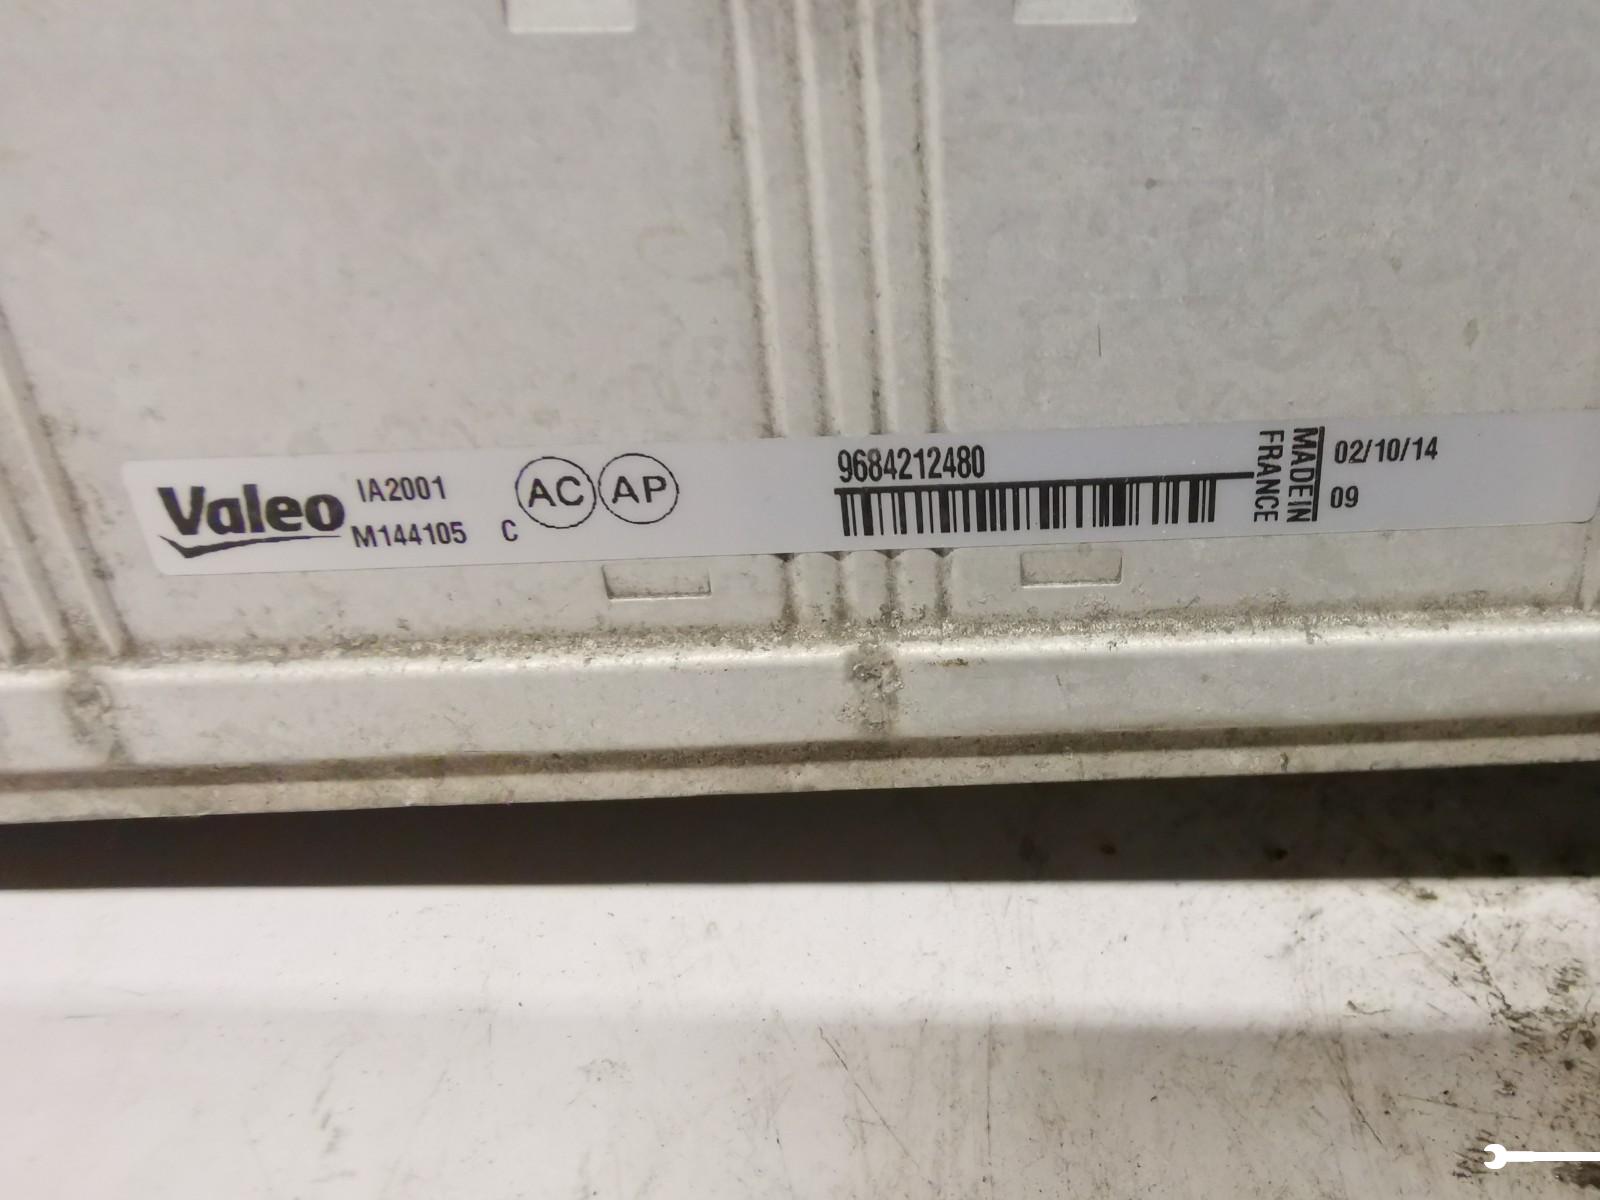 Valeo
IA2001
M144105 C
AC
AP
9684212480
MADE IN
FRANCE
02/10/14
09